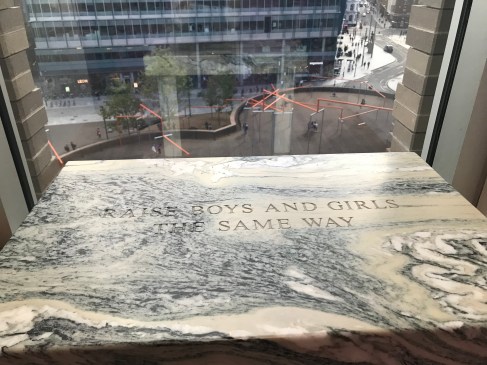 RAISE BOYS AND GIRLS
THE SAME WAY